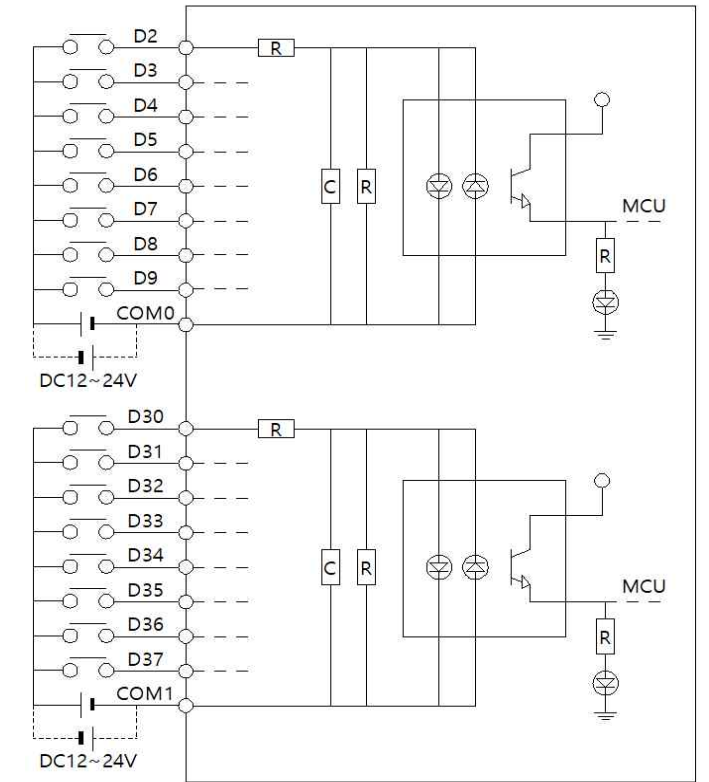 D2
R
D3
D4
D5
D6
C
R
D7
MCU
D8
R
D9
COM0
DC12~24V
D30
R
D31
D32
D33
D34
C
R
D35
MCU
D36
R
D37
COM1
DC12~24V